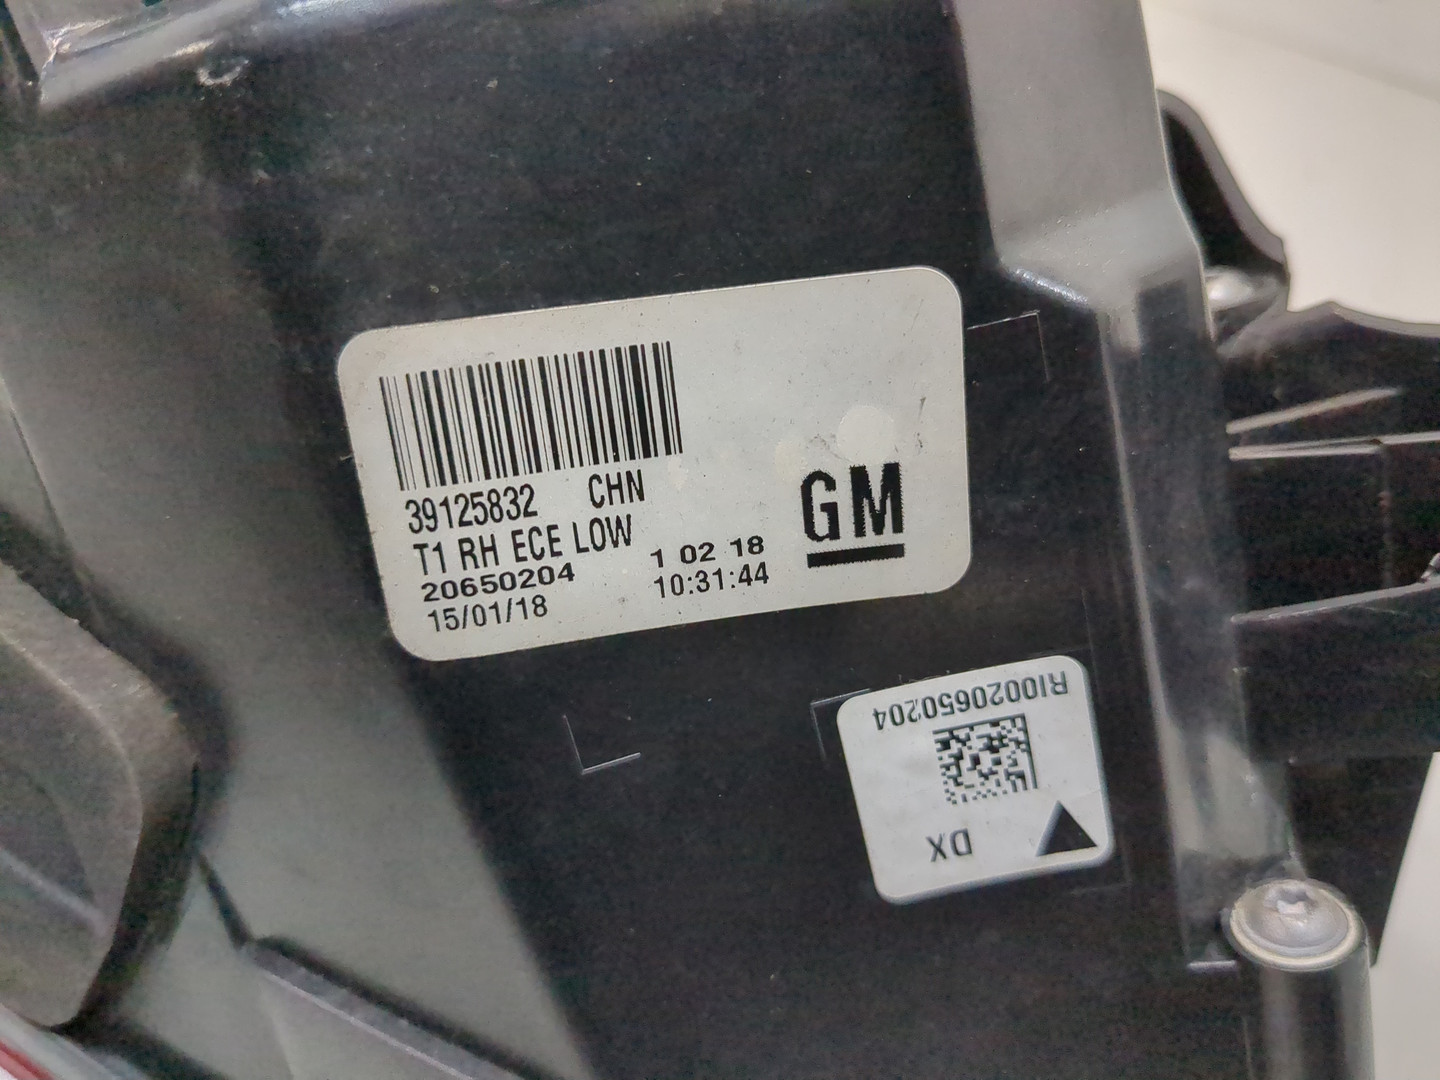 39125832 CHN
T1 RH ECE LOW
20650204 1 02 18
15/01/18 10:31:44
GM
RI0020650204
DX